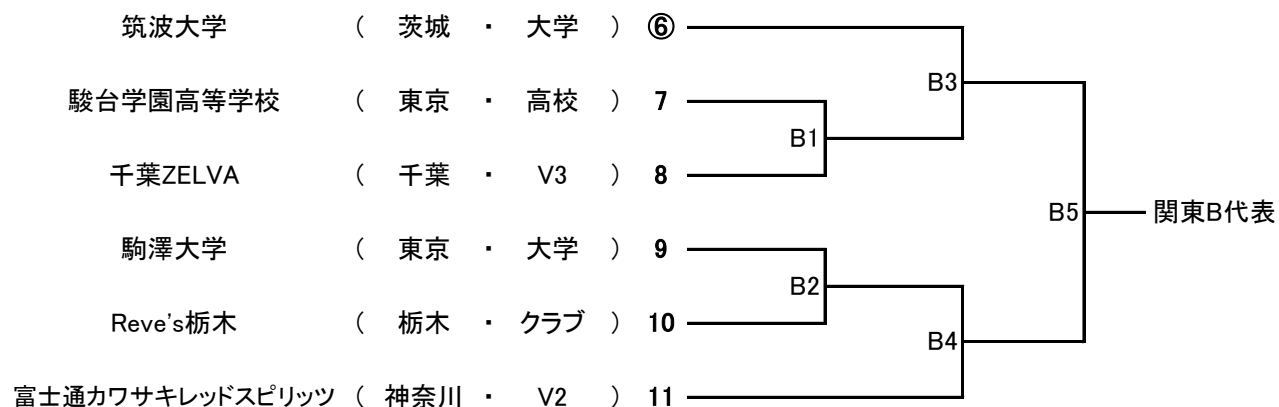 筑波大学 ( 茨城 ・ 大学 ) ⑥
B3
駿台学園高等学校 ( 東京 ・ 高校 ) 7
B1
千葉ZELVA ( 千葉 ・ V3 ) 8
B5 関東B代表
駒澤大学 ( 東京 ・ 大学 ) 9
B2
Reve's栃木 ( 栃木 ・ クラブ ) 10
B4
富士通カワサキレッドスピリッツ ( 神奈川 ・ V2 ) 11